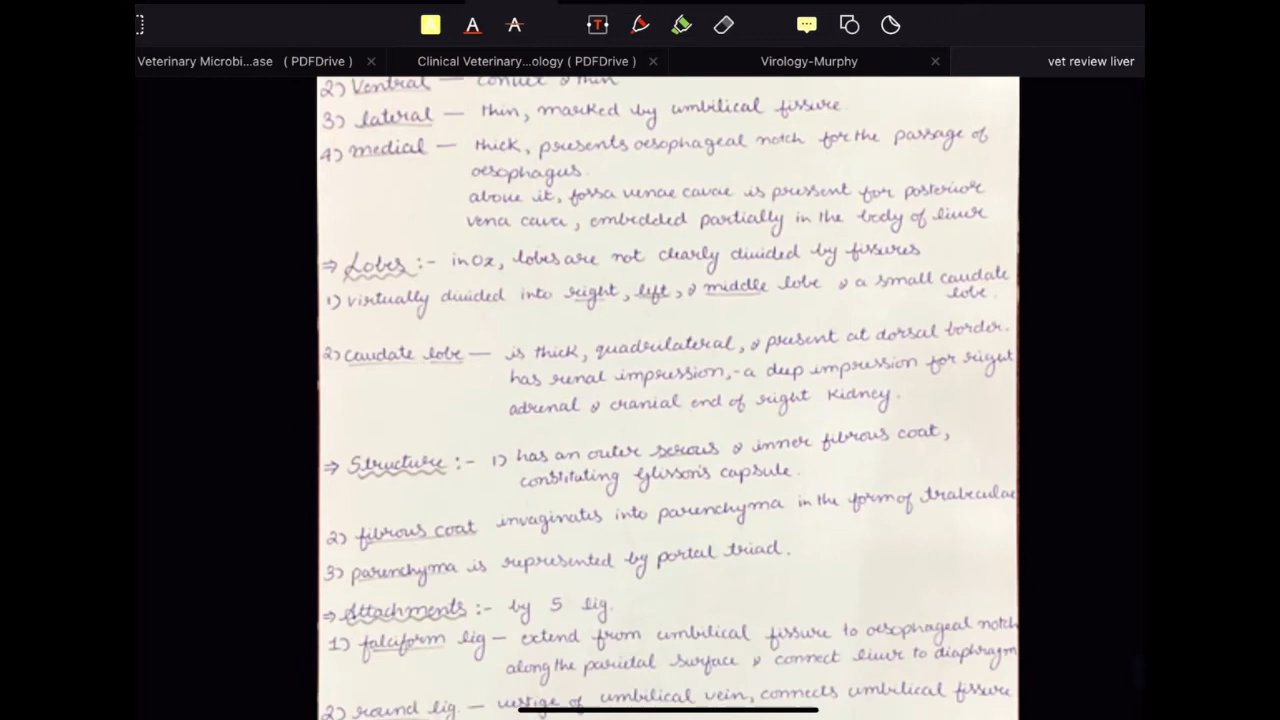 A A A T
Veterinary Microbi...ase ( PDFDrive ) × Clinical Veterinary...ology ( PDFDrive ) × Virology-Murphy × vet review liver
2) Ventral — convex & thin
3) lateral — thin, marked by umbilical fissure.
4) medial — thick, presents oesophageal notch for the passage of
oesophagus.
above it, fossa venae cavae is present for posterior
vena cava, embedded partially in the body of liver
⇒ Lobes :- in Ox, lobes are not clearly divided by fissures
1) virtually divided into right, left, & middle lobe & a small caudate
lobe.
2) caudate lobe — is thick, quadrilateral, & present at dorsal border.
has renal impression,- a deep impression for right
adrenal & cranial end of right Kidney.
⇒ Structure :- 1) has an outer serous & inner fibrous coat,
constituting Glisson's capsule.
2) fibrous coat invaginates into parenchyma in the form of trabeculae
3) parenchyma is represented by portal triad.
⇒ Attachments :- by 5 lig.
1) falciform lig — extend from umbilical fissure to oesophageal notch
along the parietal surface & connect liver to diaphragm
2) round lig. — vestige of umbilical vein, connects umbilical fissure